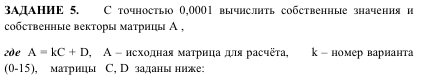 ЗАДАНИЕ 5. С точностью 0,0001 вычислить собственные значения и
собственные векторы матрицы А ,
где А = kC + D, А – исходная матрица для расчёта, k – номер варианта
(0-15), матрицы C, D заданы ниже: